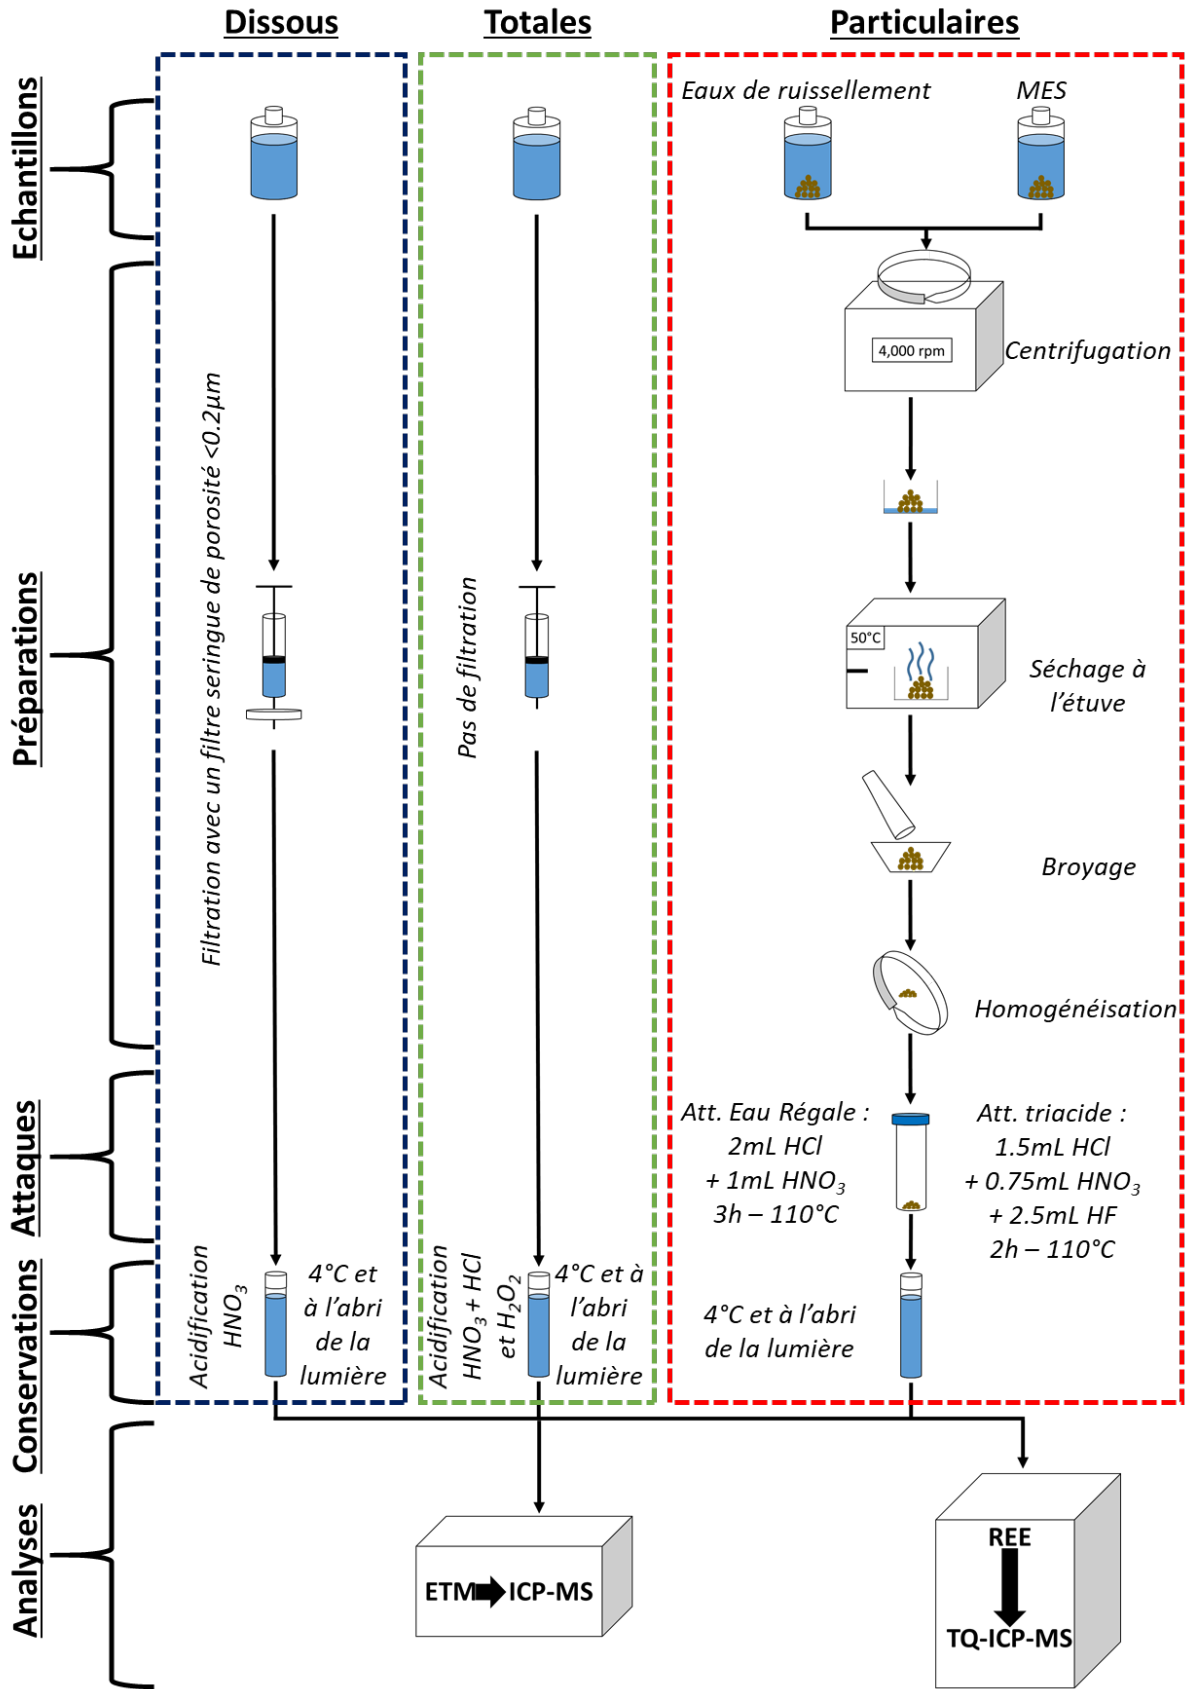 Dissous
Totales
Particulaires
Echantillons
Eaux de ruissellement
MES
4,000 rpm
Centrifugation
Préparations
Filtration avec un filtre seringue de porosité <0.2µm
Pas de filtration
50°C
Séchage à
l'étuve
Broyage
Homogénéisation
Attaques
Att. Eau Régale :
2mL HCl
+ 1mL HNO₃
3h – 110°C
Att. triacide :
1.5mL HCl
+ 0.75mL HNO₃
+ 2.5mL HF
2h – 110°C
Conservations
Acidification
HNO₃
4°C et
à l'abri
de la
lumière
Acidification
HNO₃ + HCl
et H₂O₂
4°C et à
l'abri
de la
lumière
4°C et à l'abri
de la lumière
Analyses
ETM ICP-MS
REE
TQ-ICP-MS